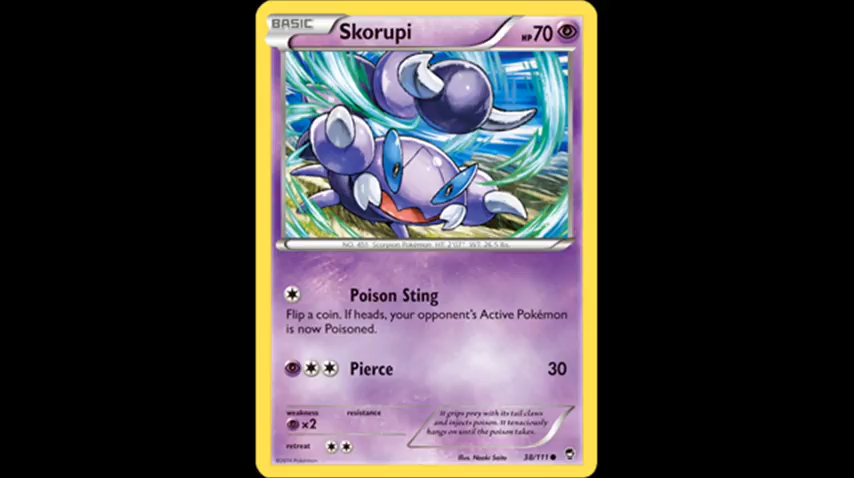 BASIC
Skorupi
HP70
NO. 451 Scorpion Pokémon HT: 2'07" WT: 26.5 lbs.
Poison Sting
Flip a coin. If heads, your opponent's Active Pokémon
is now Poisoned.
Pierce 30
weakness resistance
×2
It grips prey with its tail claws
and injects poison. It tenaciously
hangs on until the poison takes.
retreat
Illus. Naoki Saito 38/111
©2014 Pokémon